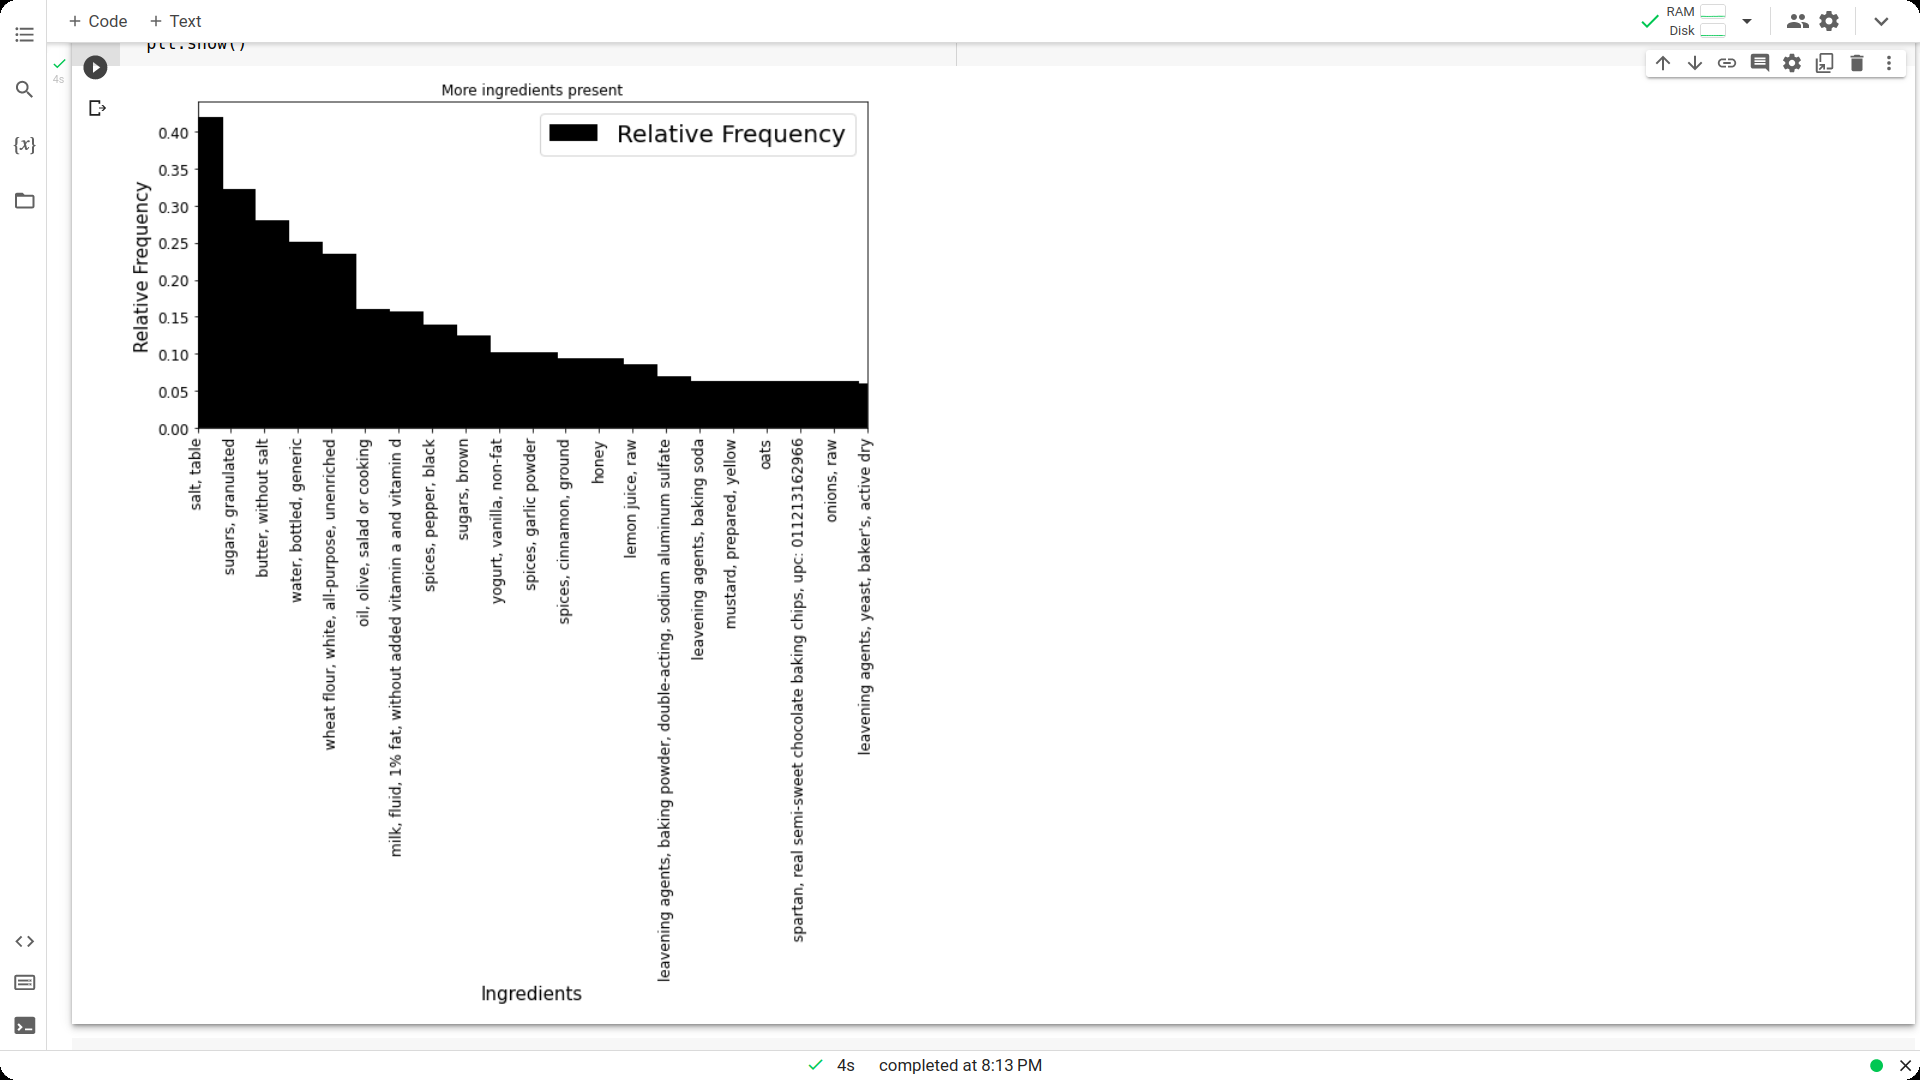 + Code + Text
RAM
Disk
plt.show()
4s
{x}
More ingredients present
Relative Frequency
Relative Frequency
0.40
0.35
0.30
0.25
0.20
0.15
0.10
0.05
0.00
salt, table
sugars, granulated
butter, without salt
water, bottled, generic
wheat flour, white, all-purpose, unenriched
oil, olive, salad or cooking
milk, fluid, 1% fat, without added vitamin a and vitamin d
spices, pepper, black
sugars, brown
yogurt, vanilla, non-fat
spices, garlic powder
spices, cinnamon, ground
honey
lemon juice, raw
leavening agents, baking powder, double-acting, sodium aluminum sulfate
leavening agents, baking soda
mustard, prepared, yellow
oats
spartan, real semi-sweet chocolate baking chips, upc: 011213162966
onions, raw
leavening agents, yeast, baker's, active dry
Ingredients
4s completed at 8:13 PM